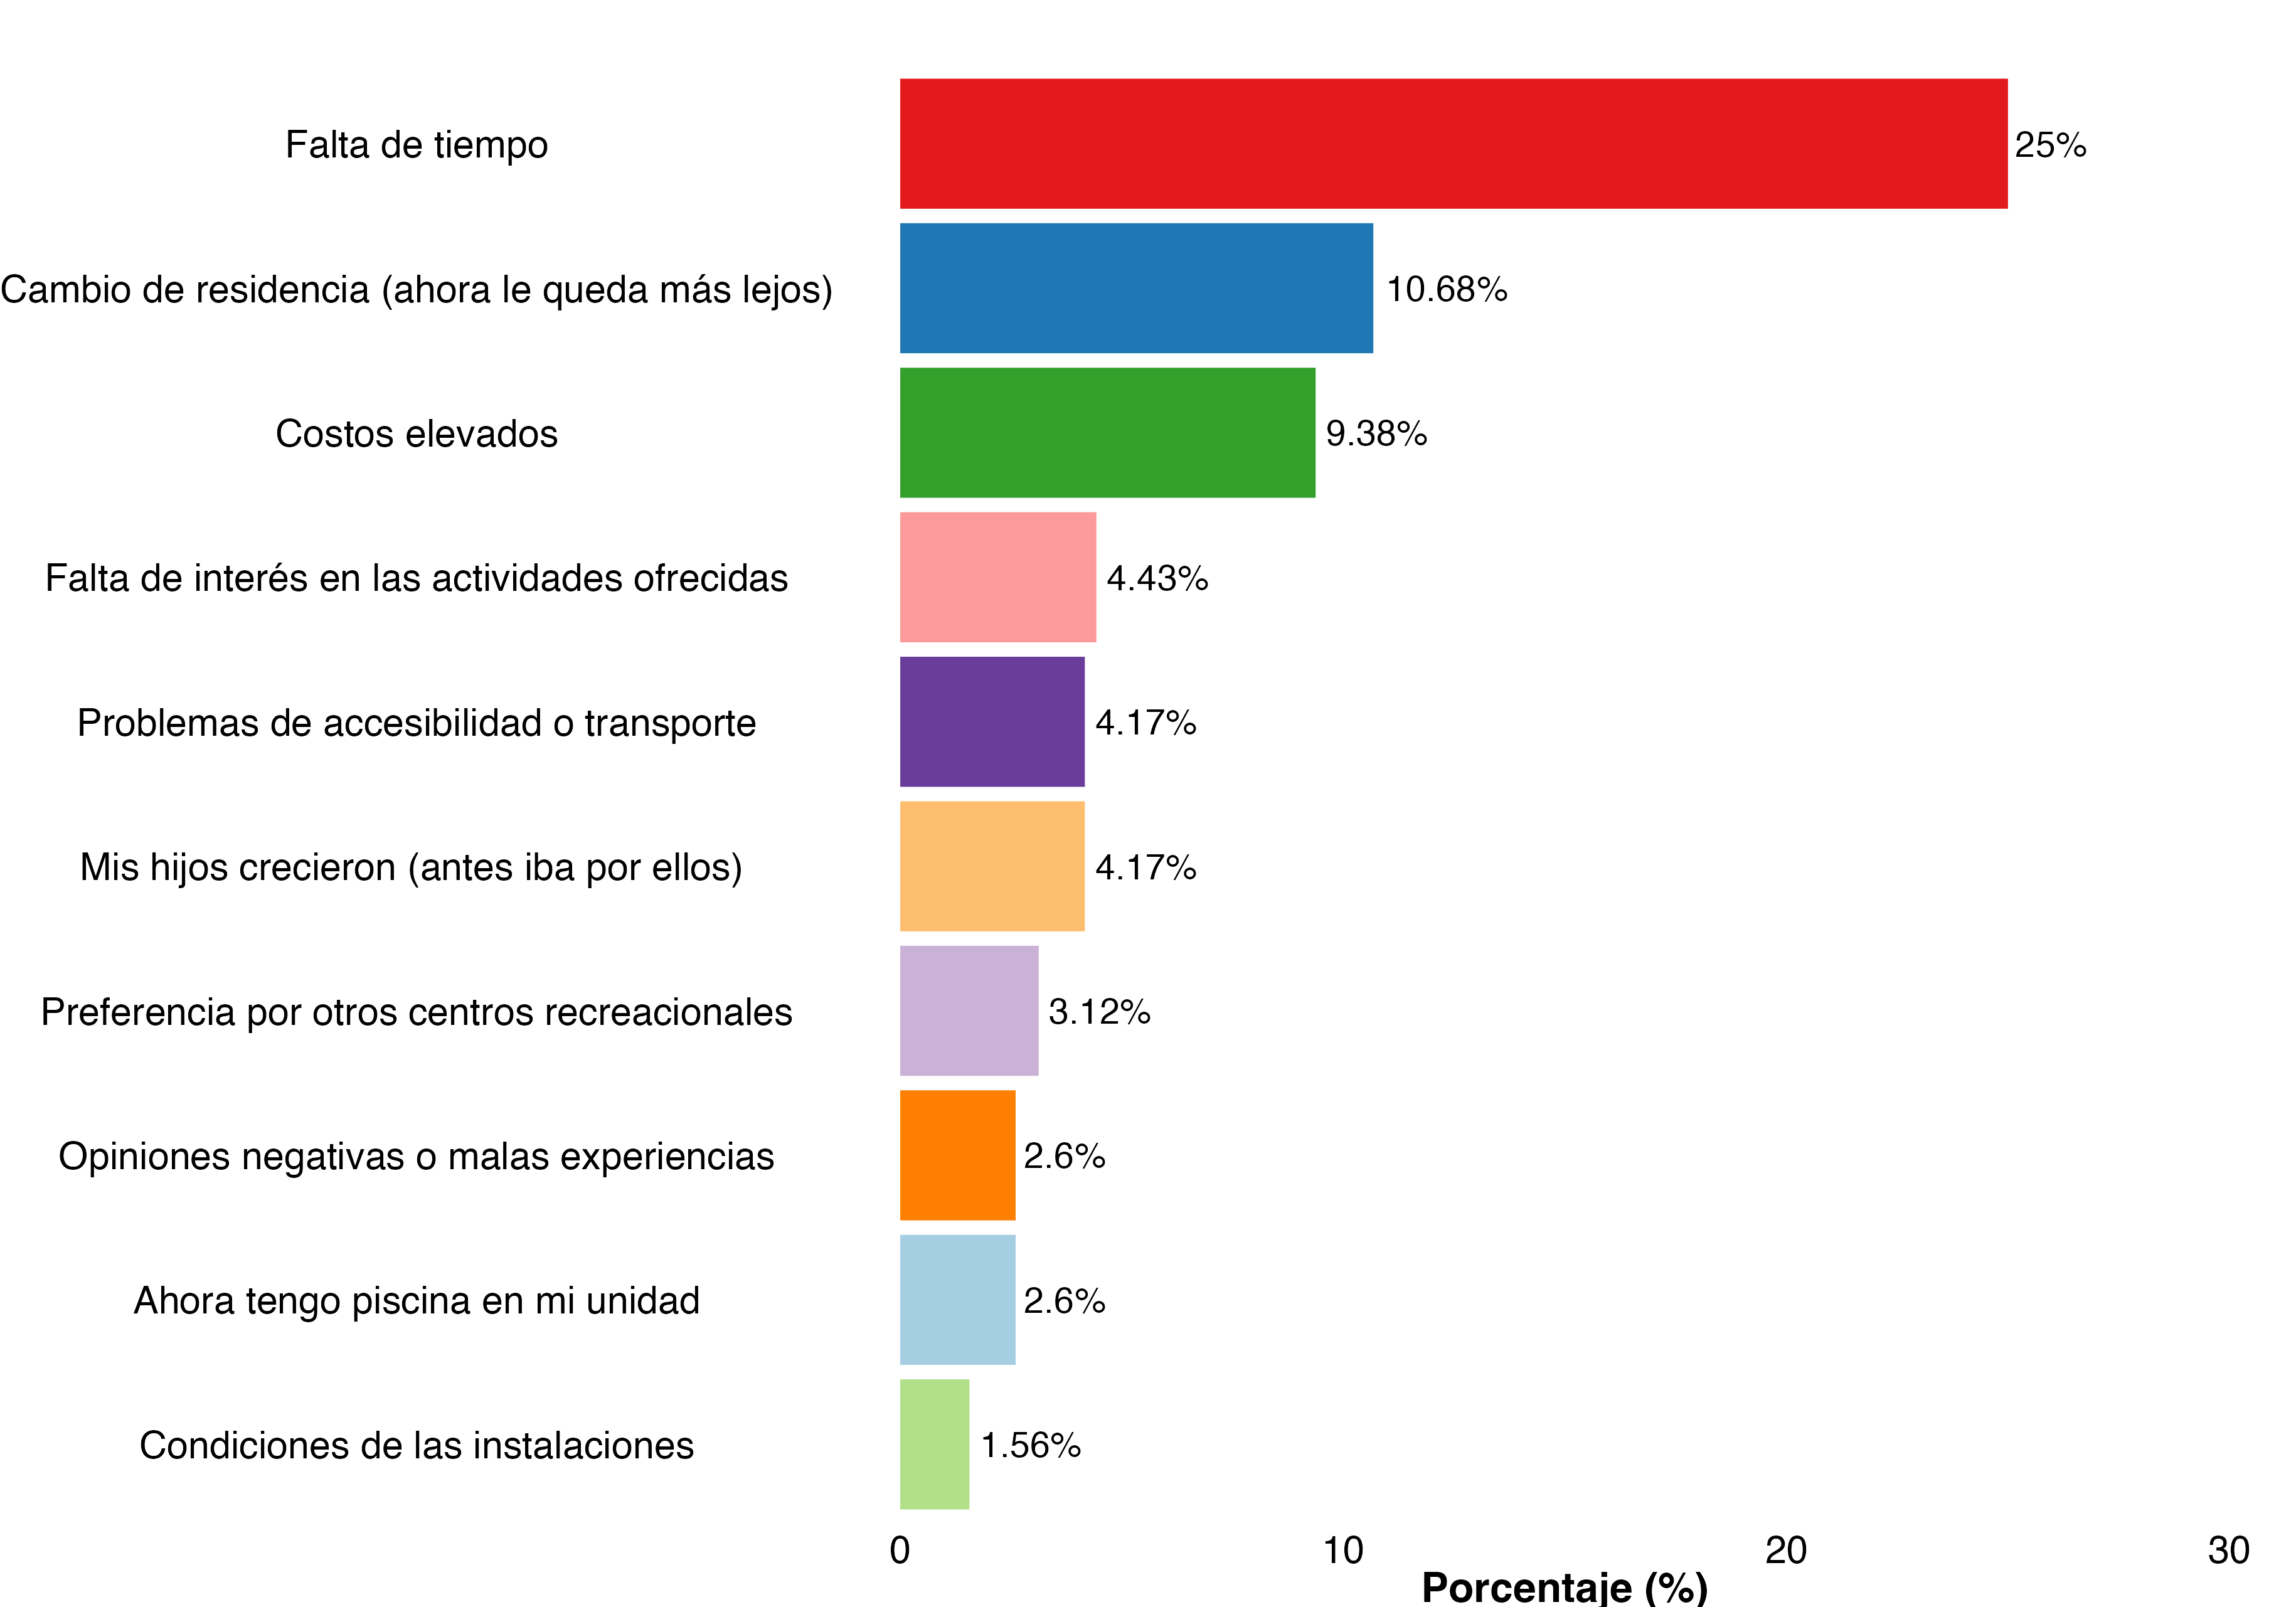 Falta de tiempo
25%
Cambio de residencia (ahora le queda más lejos)
10.68%
Costos elevados
9.38%
Falta de interés en las actividades ofrecidas
4.43%
Problemas de accesibilidad o transporte
4.17%
Mis hijos crecieron (antes iba por ellos)
4.17%
Preferencia por otros centros recreacionales
3.12%
Opiniones negativas o malas experiencias
2.6%
Ahora tengo piscina en mi unidad
2.6%
Condiciones de las instalaciones
1.56%
0 10 20 30
Porcentaje (%)